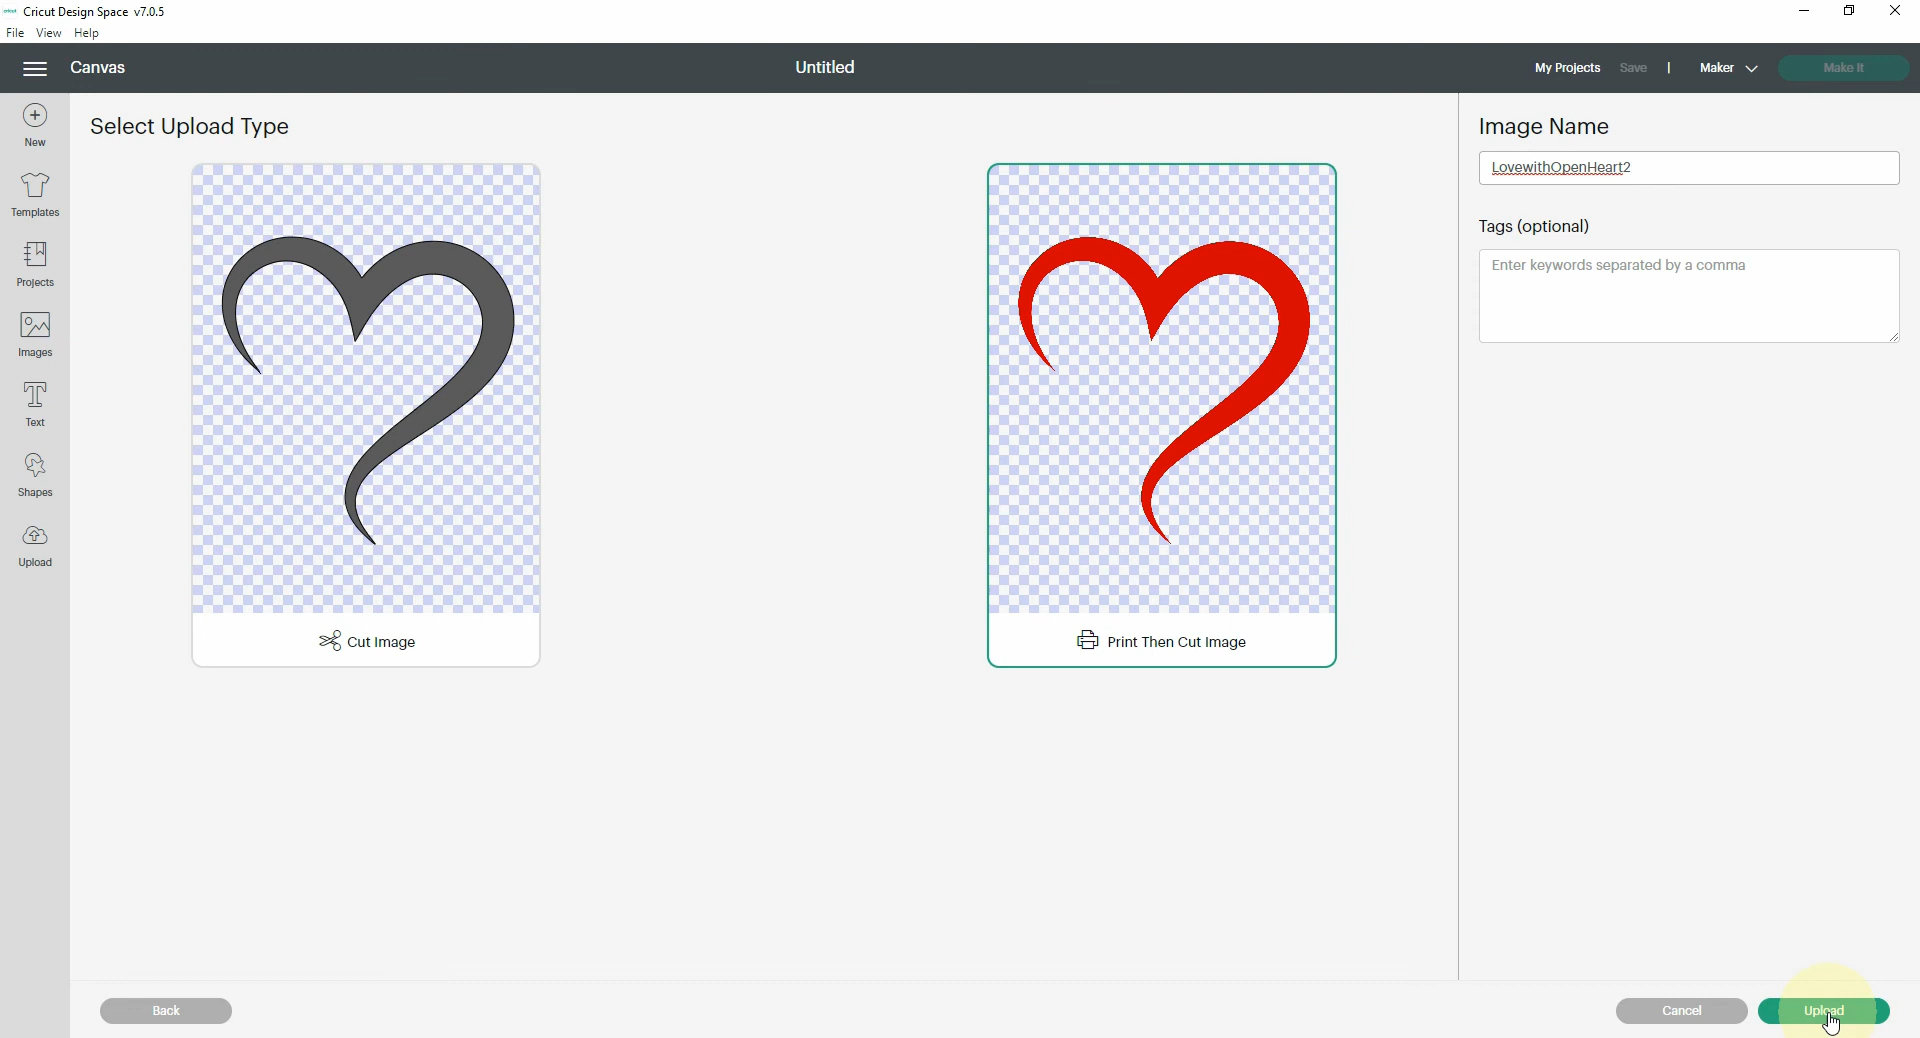 Cricut Design Space v7.0.5
File View Help
Canvas
Untitled
My Projects Save | Maker Make It
New
Templates
Projects
Images
Text
Shapes
Upload
Select Upload Type
Cut Image
Print Then Cut Image
Image Name
LovewithOpenHeart2
Tags (optional)
Enter keywords separated by a comma
Back
Cancel
Upload